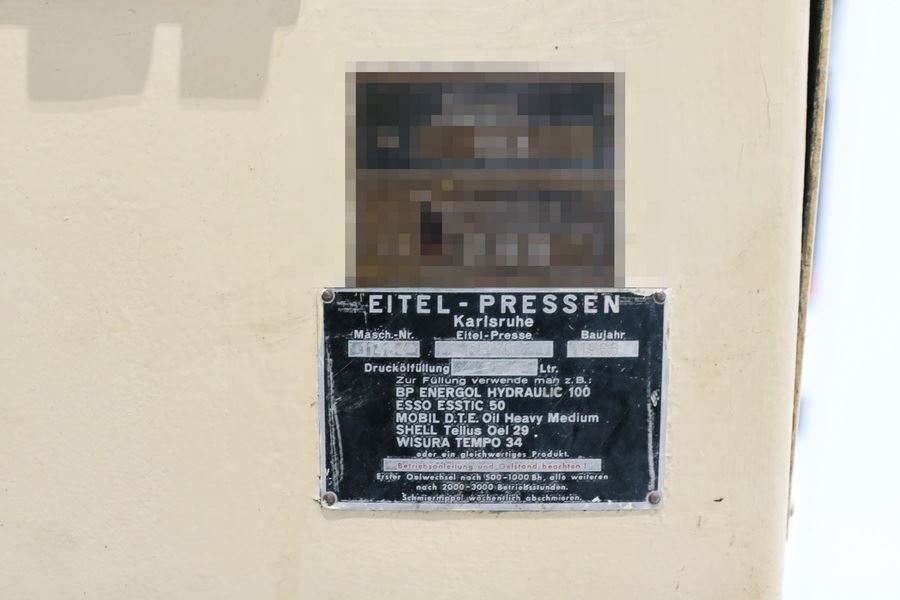 EITEL-PRESSEN
Karlsruhe
Masch.-Nr. Eitel-Presse Baujahr
Druckölfüllung Ltr.
Zur Füllung verwende man z.B.:
BP ENERGOL HYDRAULIC 100
ESSO ESSTIC 50
MOBIL D.T.E. Oil Heavy Medium
SHELL Tellus Oel 29
WISURA TEMPO 34
oder ein gleichwertiges Produkt.
Betriebsanleitung und Oelstand beachten !
Erster Oelwechsel nach 500-1000 Bh, alle weiteren
nach 2000-3000 Betriebsstunden.
Schmiernippel wöchentlich abschmieren.